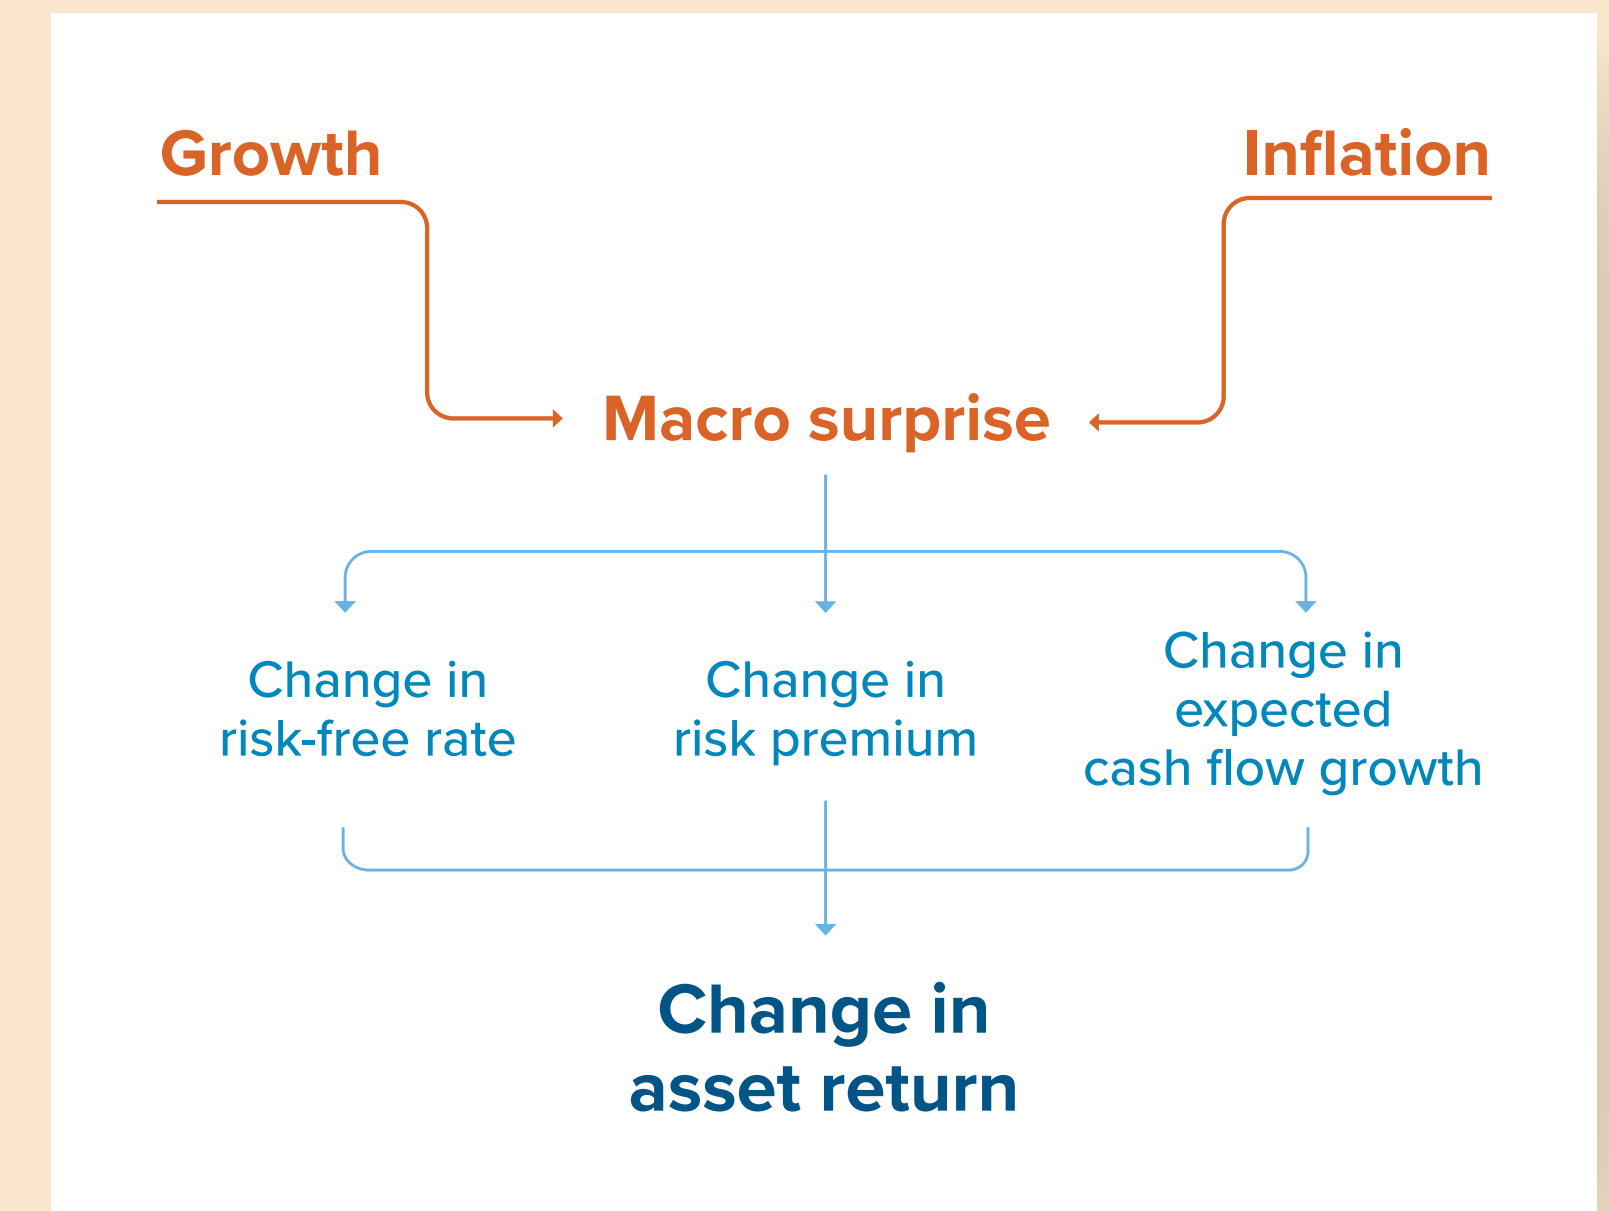 Growth
Inflation
Macro surprise
Change in
risk-free rate
Change in
risk premium
Change in
expected
cash flow growth
Change in
asset return